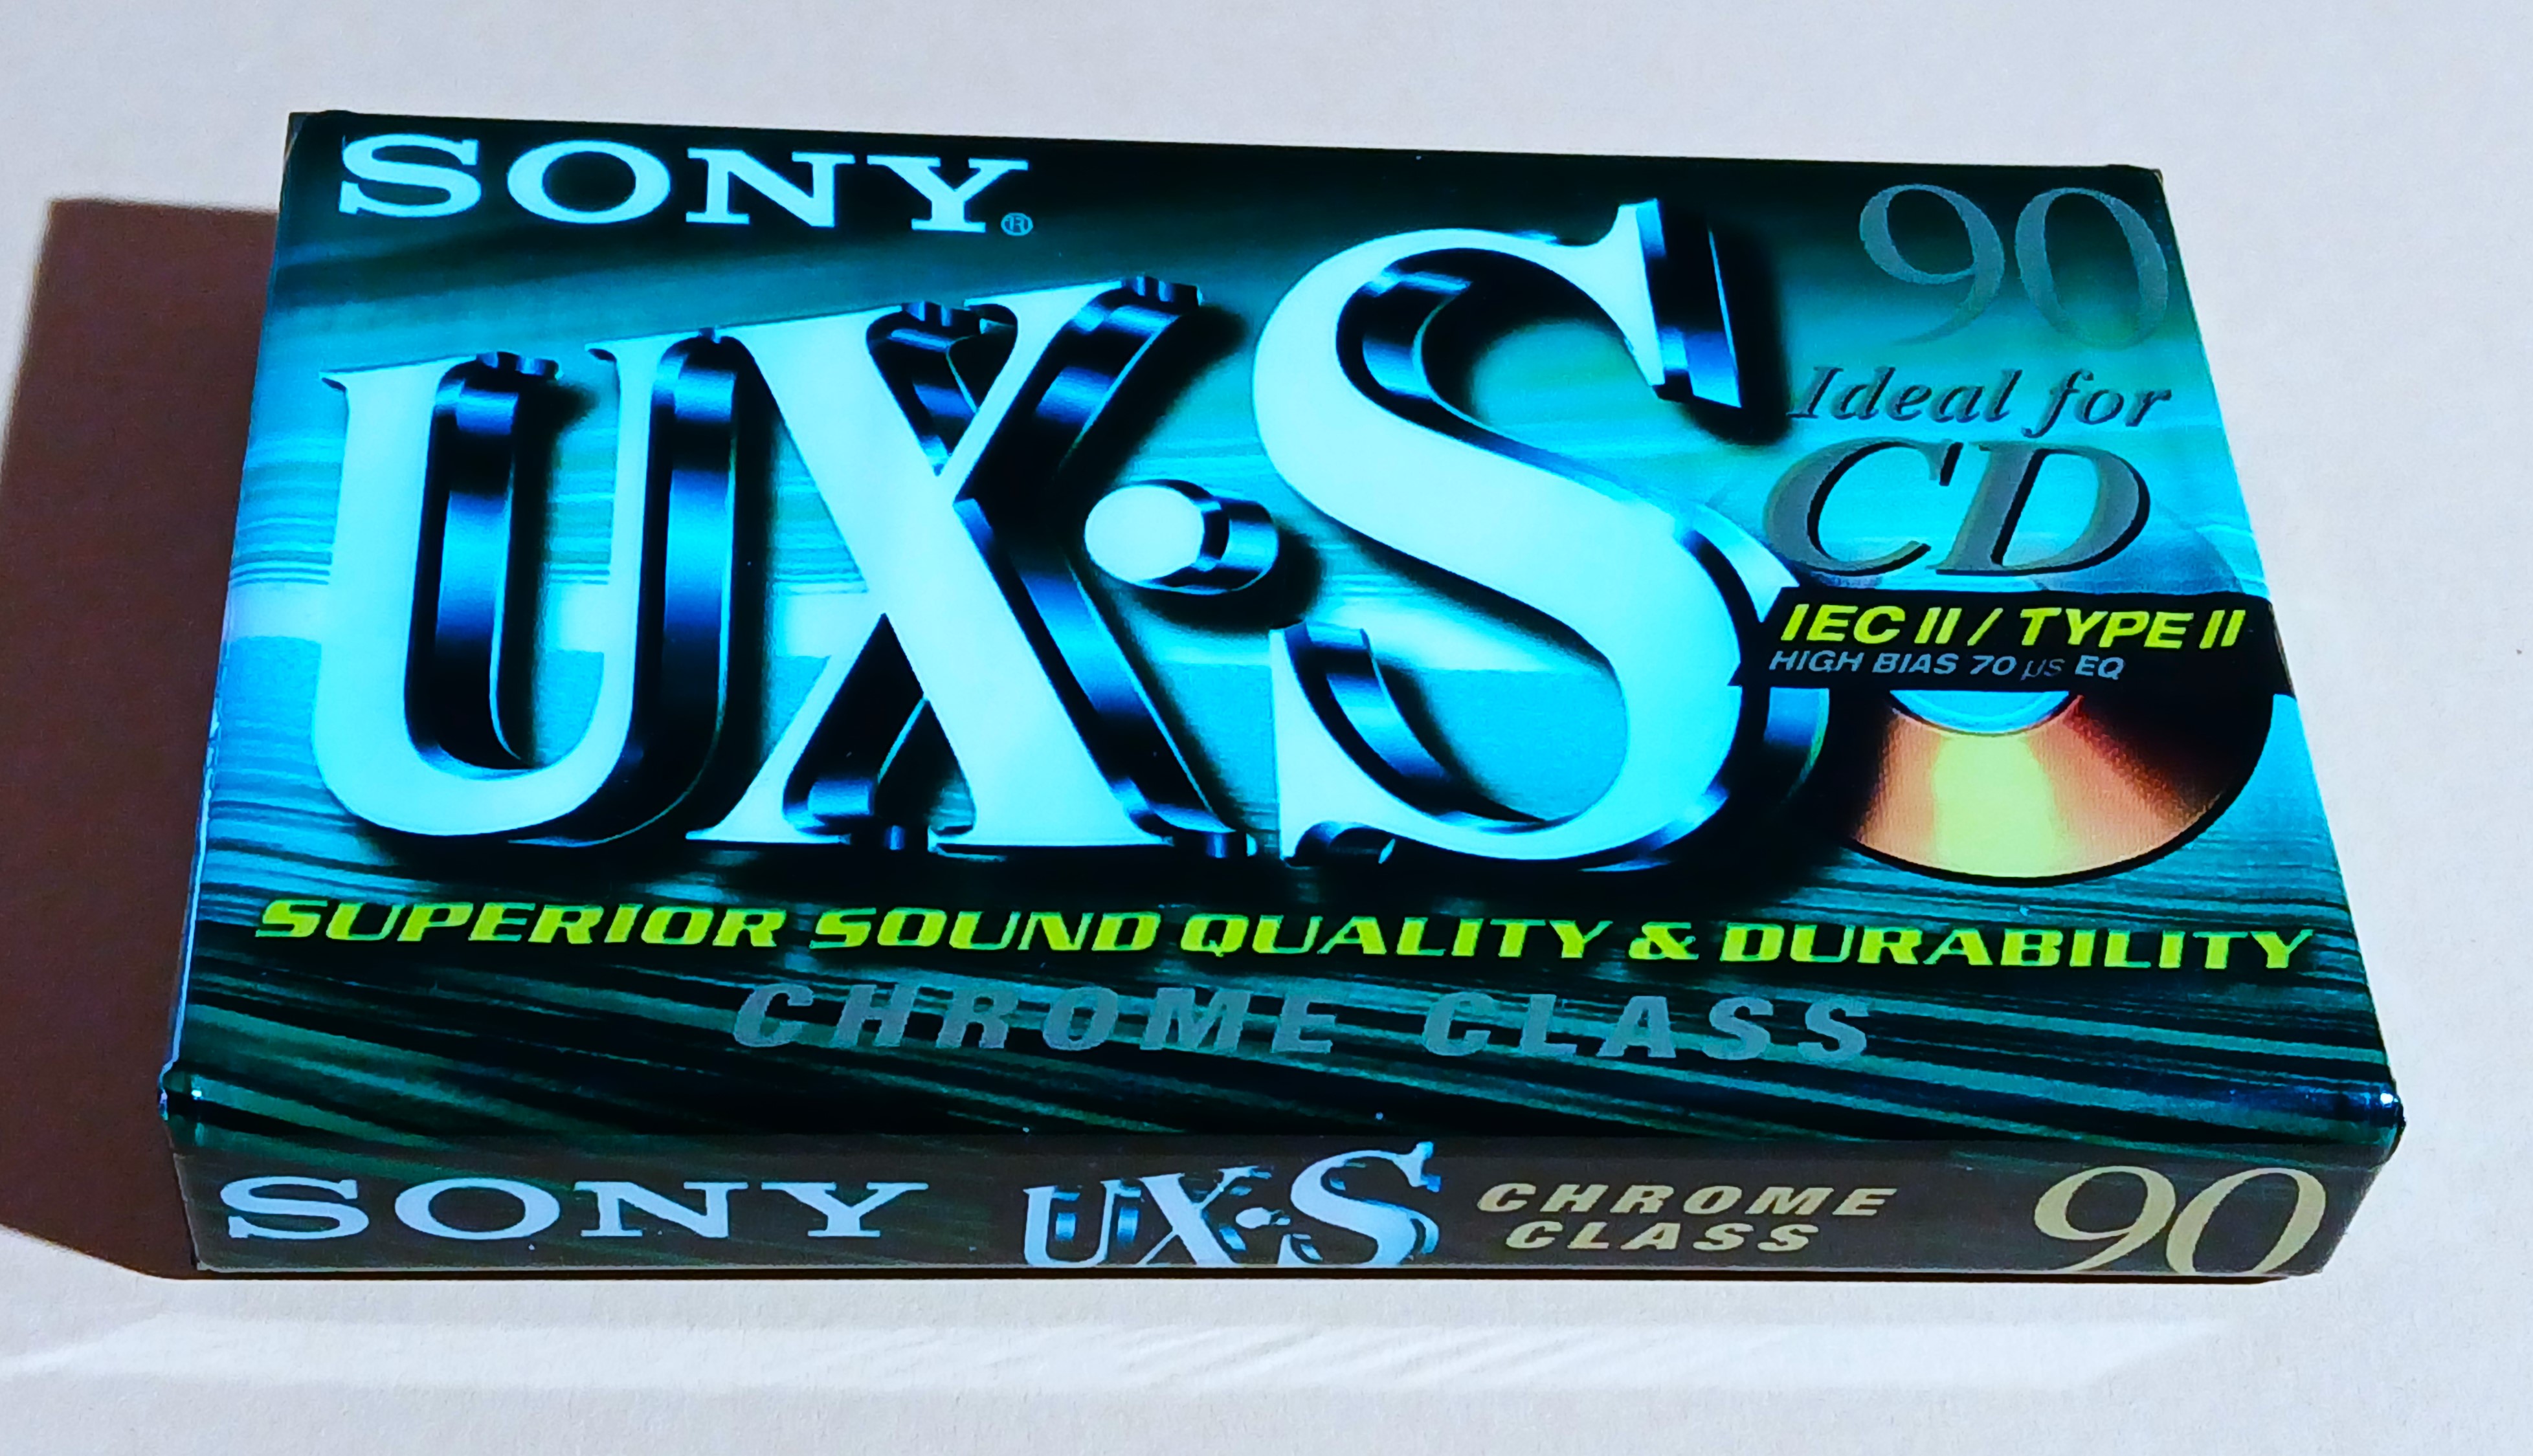 SONY®
90
UX·S
Ideal for
CD
IEC II / TYPE II
HIGH BIAS 70 µs EQ
SUPERIOR SOUND QUALITY & DURABILITY
CHROME CLASS
SONY UX·S CHROME CLASS 90